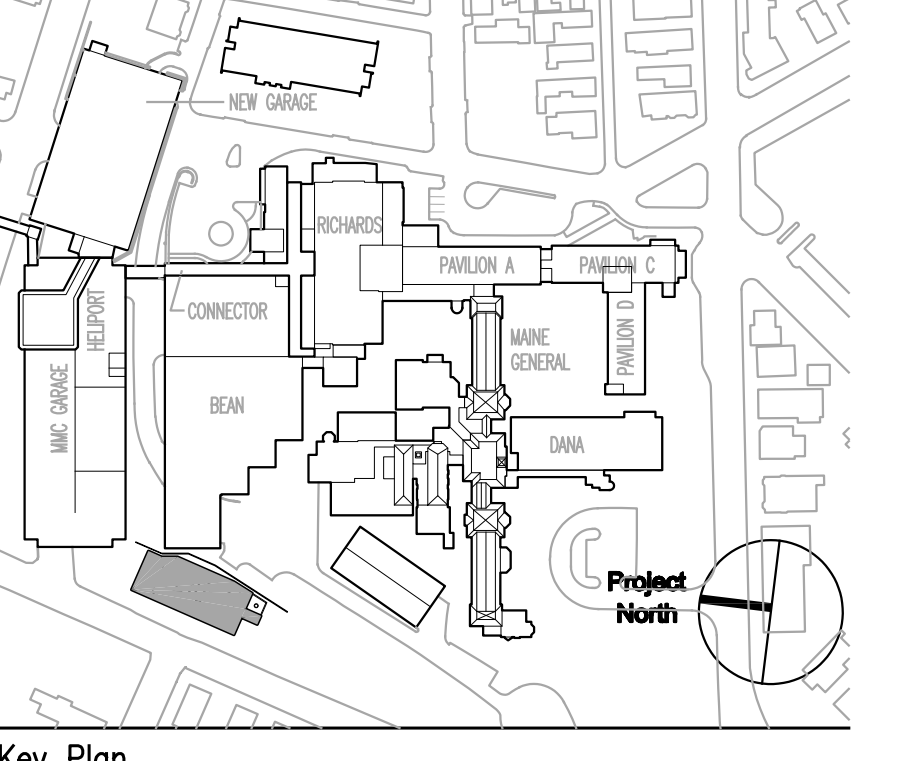 NEW GARAGE
RICHARDS
PAVILION A
PAVILION C
HELIPORT
CONNECTOR
PAVILION D
MAINE
GENERAL
MMC GARAGE
BEAN
DANA
Project
North
Key Plan